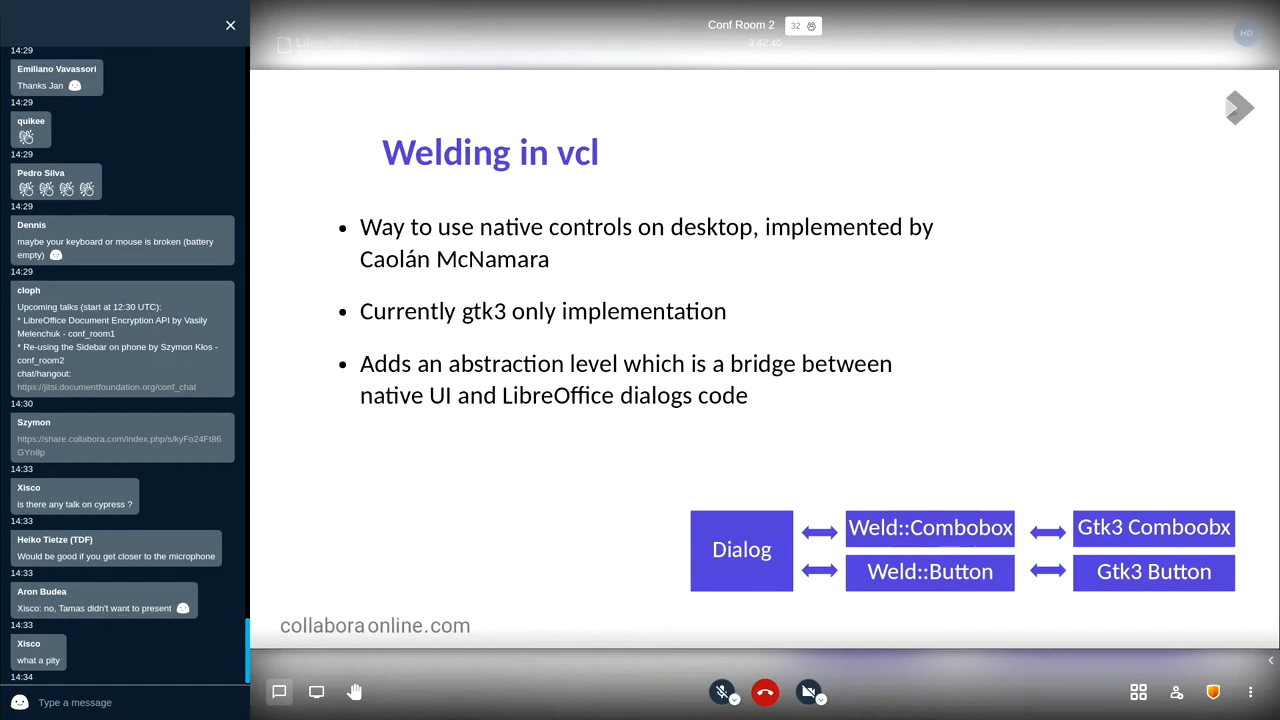 14:29
Emiliano Vavassori
Thanks Jan
14:29
quikee
14:29
Pedro Silva
14:29
Dennis
maybe your keyboard or mouse is broken (battery
empty)
14:29
cloph
Upcoming talks (start at 12:30 UTC):
* LibreOffice Document Encryption API by Vasily
Melenchuk - conf_room1
* Re-using the Sidebar on phone by Szymon Kłos -
conf_room2
chat/hangout:
https://jitsi.documentfoundation.org/conf_chat
14:30
Szymon
https://share.collabora.com/index.php/s/kyFo24Ft86
GYn8p
14:33
Xisco
is there any talk on cypress ?
14:33
Heiko Tietze (TDF)
Would be good if you get closer to the microphone
14:33
Aron Budea
Xisco: no, Tamas didn't want to present
14:33
Xisco
what a pity
14:34
Type a message
Conf Room 2
32
3:42:40
HD
Welding in vcl
• Way to use native controls on desktop, implemented by
Caolán McNamara
• Currently gtk3 only implementation
• Adds an abstraction level which is a bridge between
native UI and LibreOffice dialogs code
Dialog
Weld::Combobox
Gtk3 Comboobx
Weld::Button
Gtk3 Button
collaboraonline.com